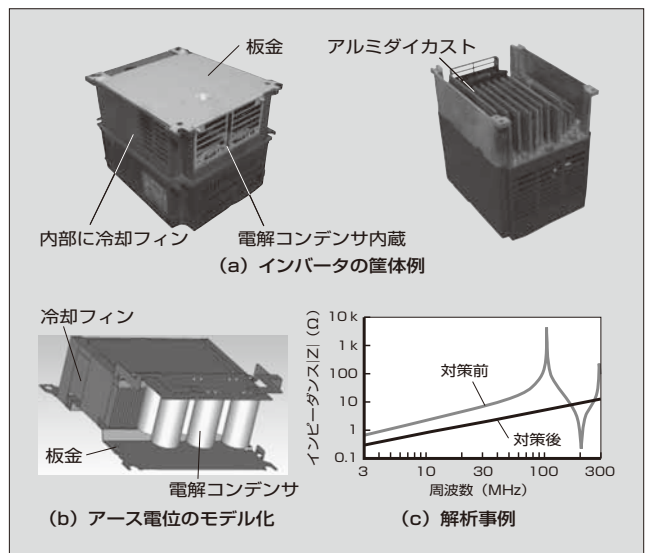 板金
アルミダイカスト
内部に冷却フィン
電解コンデンサ内蔵
(a) インバータの筐体例
冷却フィン
板金
電解コンデンサ
(b) アース電位のモデル化
インピーダンス|Z| (Ω)
10k
1k
100
10
1
0.1
対策前
対策後
3
10
30
100
300
周波数 (MHz)
(c) 解析事例